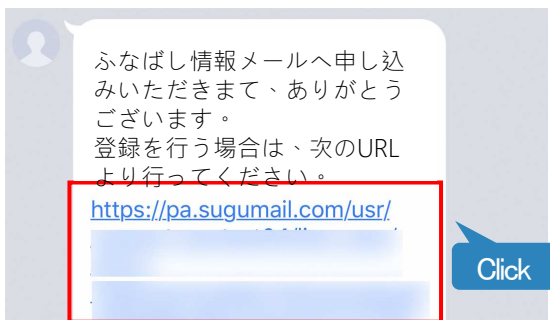 ふなばし情報メールへ申し込
みいただきまて、ありがとう
ございます。
登録を行う場合は、次のURL
より行ってください。
https://pa.sugumail.com/usr/
Click